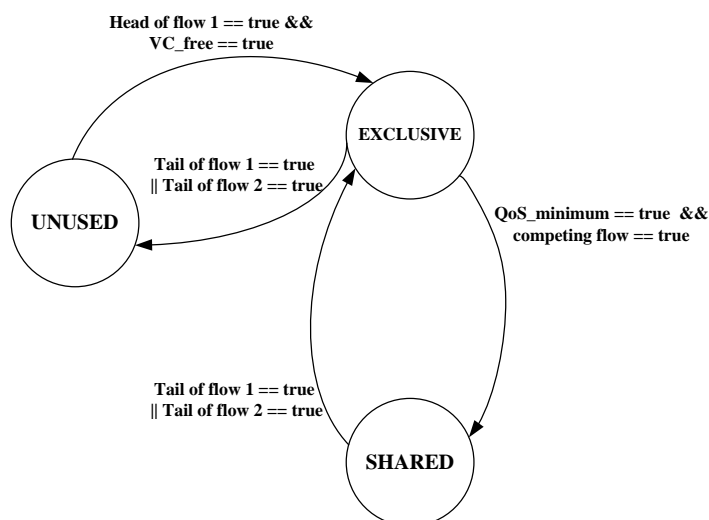 Head of flow 1 == true &&
VC_free == true
EXCLUSIVE
Tail of flow 1 == true
|| Tail of flow 2 == true
UNUSED
QoS_minimum == true &&
competing flow == true
Tail of flow 1 == true
|| Tail of flow 2 == true
SHARED